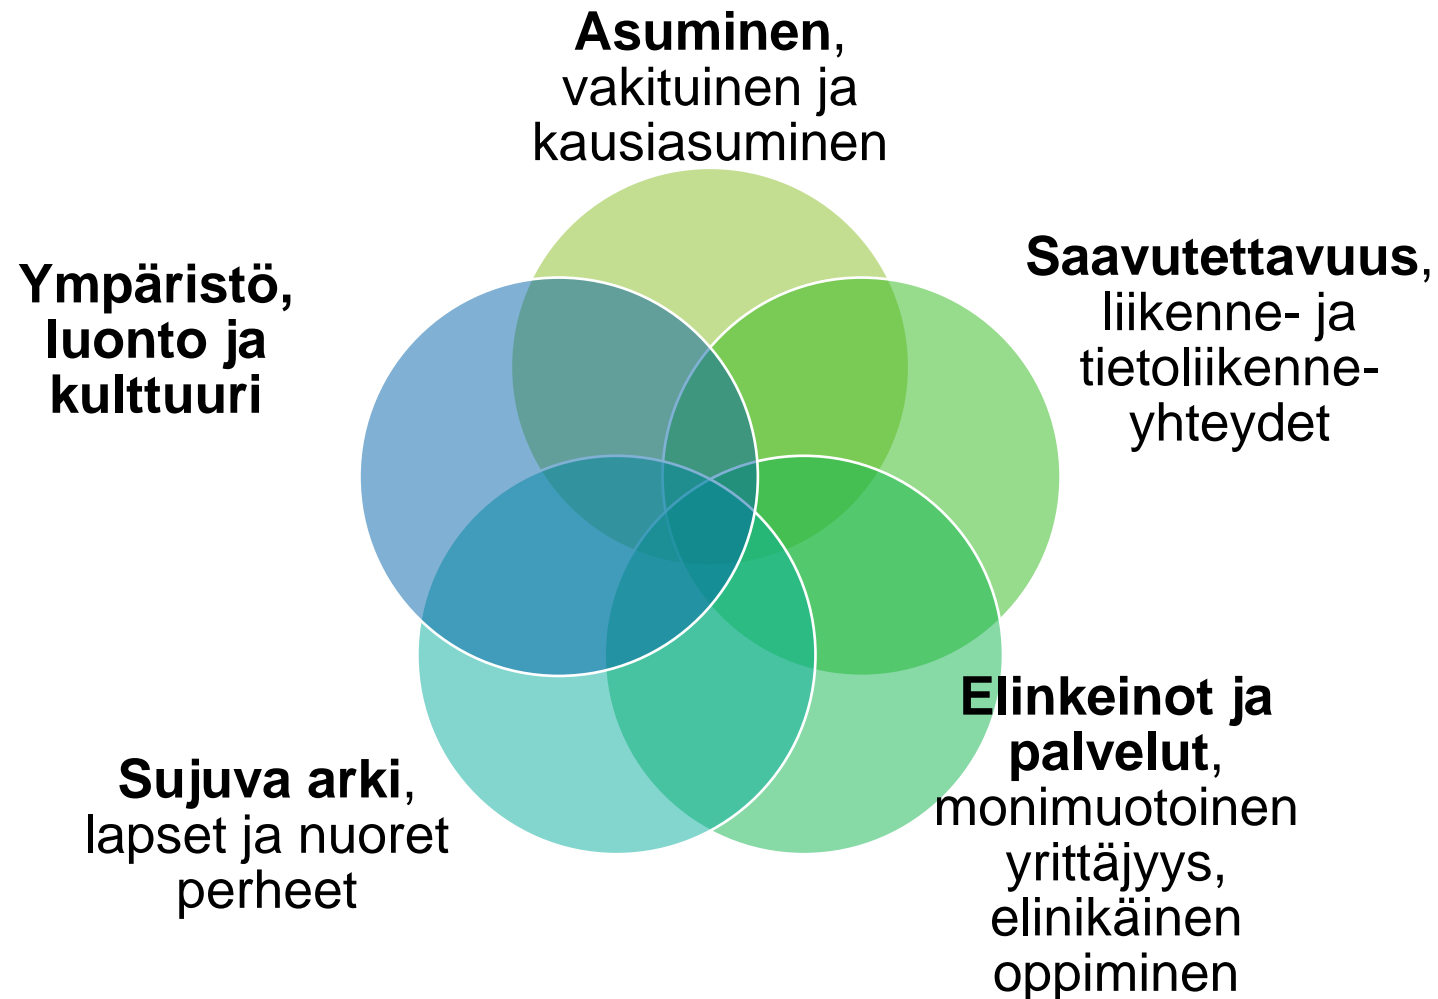 Asuminen,
vakituinen ja
kausiasuminen
Saavutettavuus,
liikenne- ja
tietoliikenne-
yhteydet
Elinkeinot ja
palvelut,
monimuotoinen
yrittäjyys,
elinikäinen
oppiminen
Sujuva arki,
lapset ja nuoret
perheet
Ympäristö,
luonto ja
kulttuuri